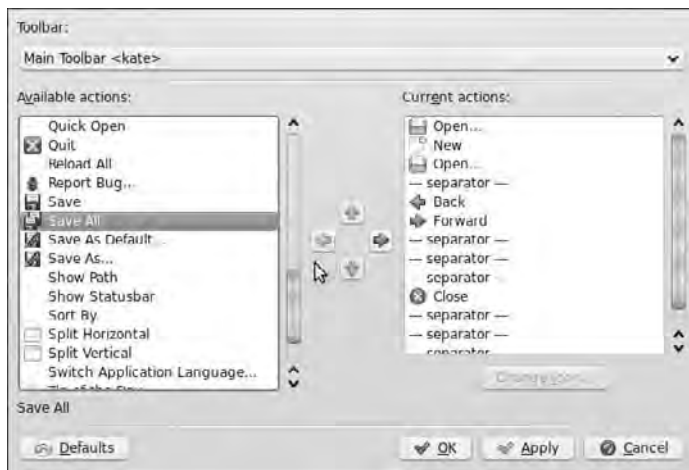 Toolbar:
Main Toolbar <kate>
Available actions:
Quick Open
Quit
Reload All
Report Bug...
Save
Save All
Save As Default...
Save As...
Show Path
Show Statusbar
Sort By
Split Horizontal
Split Vertical
Switch Application Language...
Current actions:
Open...
New
Open...
--- separator ---
Back
Forward
--- separator ---
--- separator ---
separator ---
Close
--- separator ---
--- separator ---
separator
Save All
Defaults
OK
Apply
Cancel